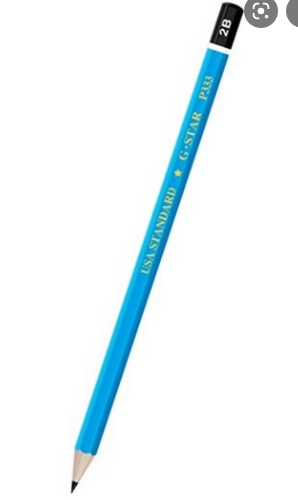 USA STANDARD ★ G·STAR P333
2B